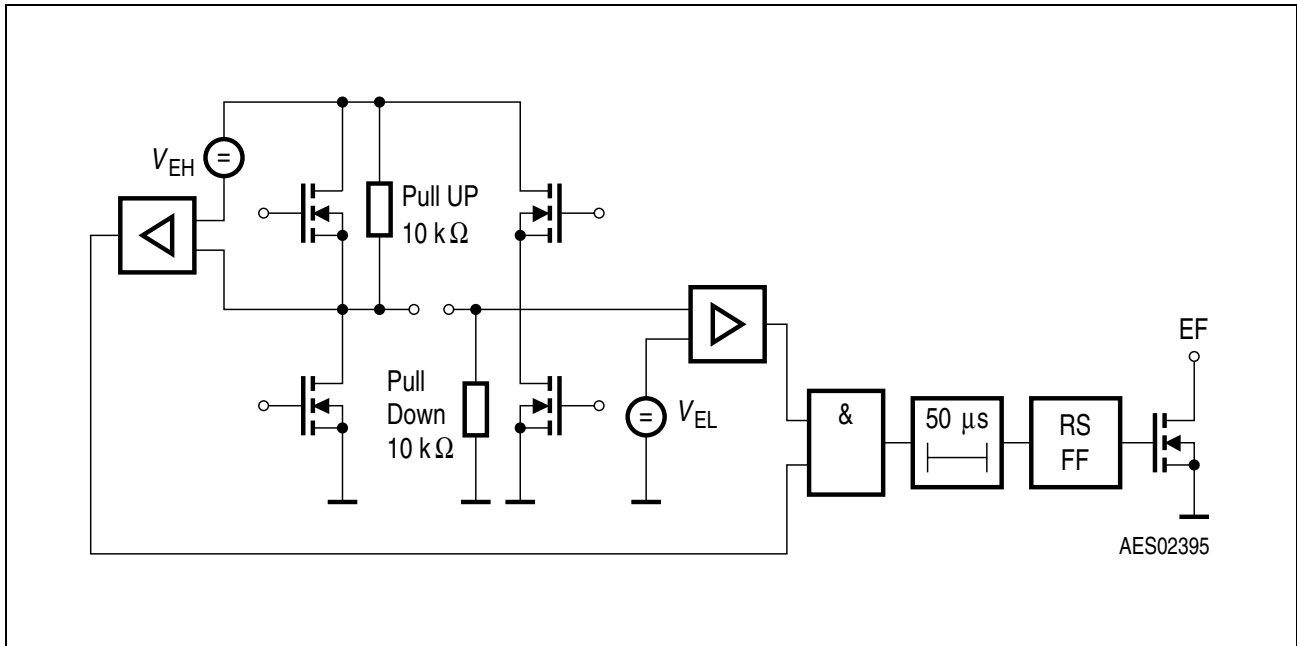 V_EH
=
Pull UP
10 kΩ
EF
Pull
Down
10 kΩ
=
V_EL
&
50 μs
RS
FF
AES02395